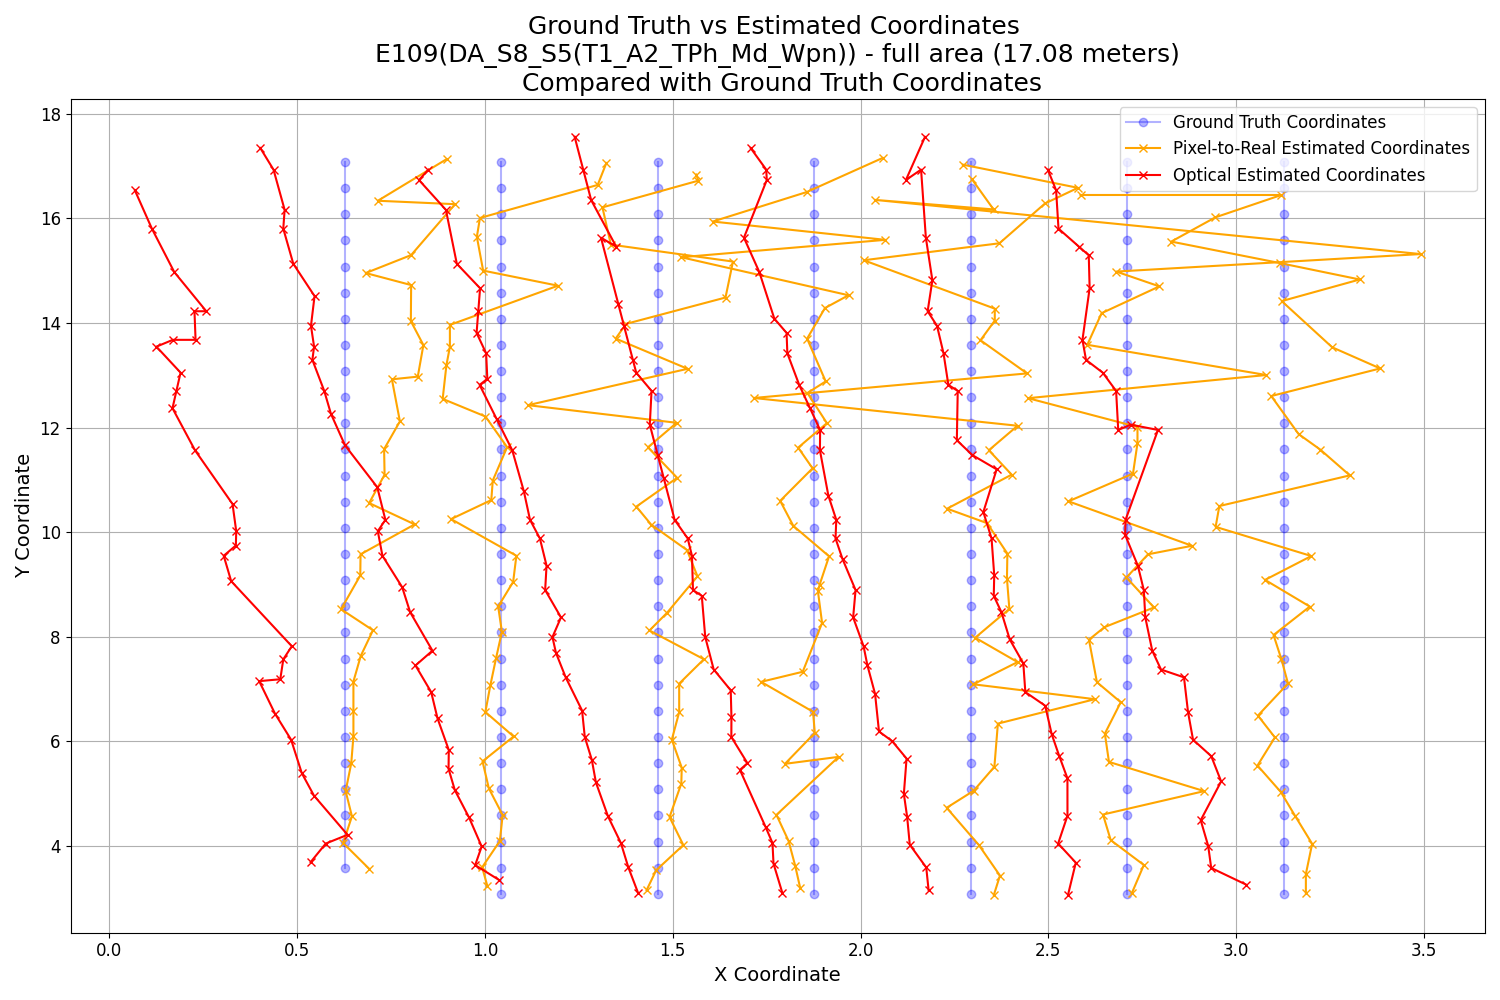 Ground Truth vs Estimated Coordinates
E109(DA_S8_S5(T1_A2_TPh_Md_Wpn)) - full area (17.08 meters)
Compared with Ground Truth Coordinates
Ground Truth Coordinates
Pixel-to-Real Estimated Coordinates
Optical Estimated Coordinates
Y Coordinate
18
16
14
12
10
8
6
4
0.0 0.5 1.0 1.5 2.0 2.5 3.0 3.5
X Coordinate